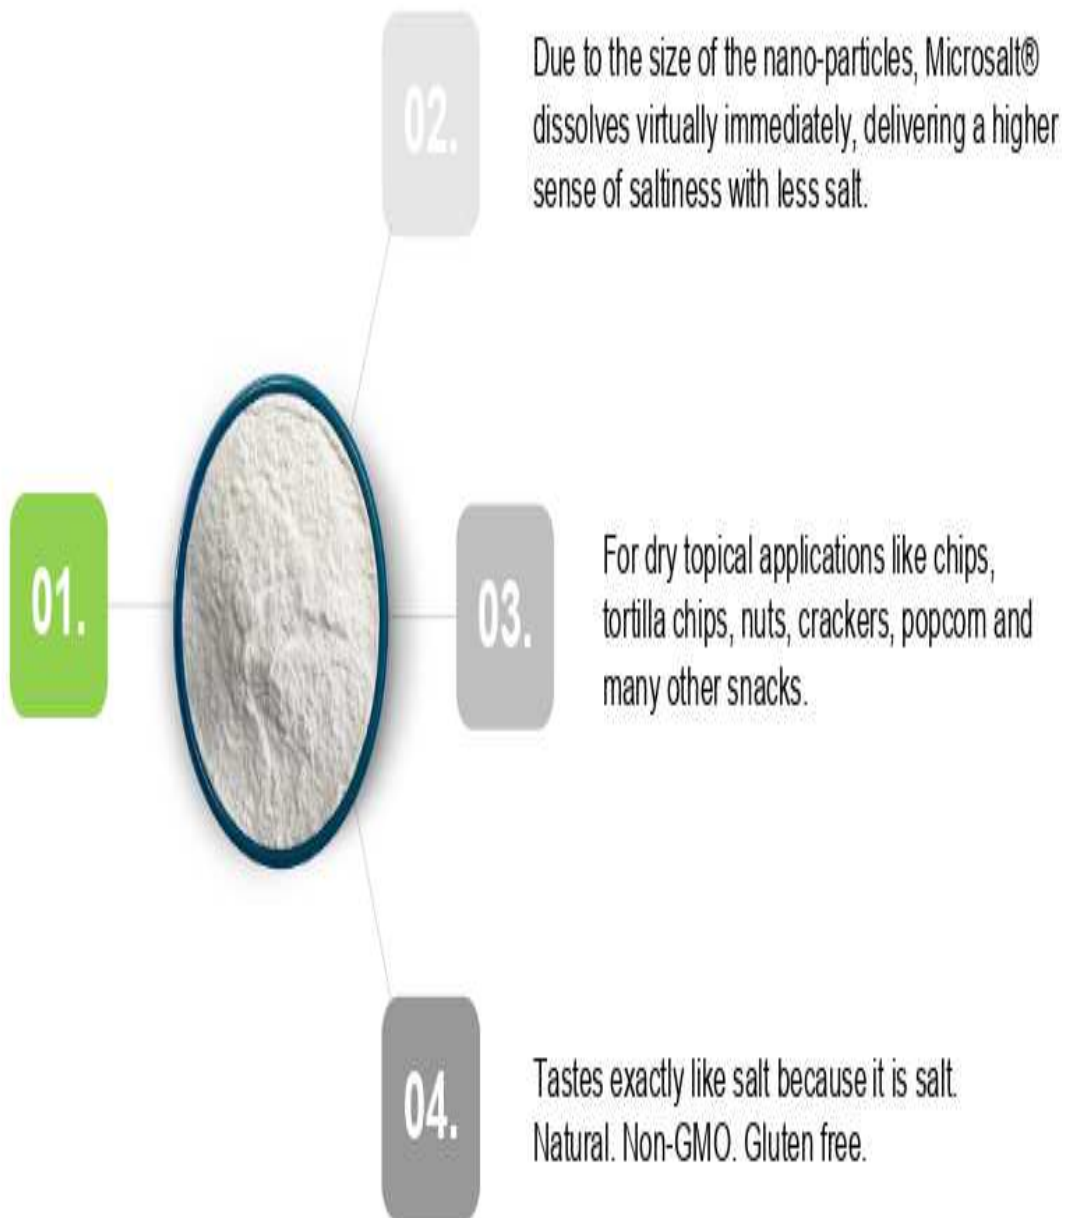 02.
Due to the size of the nano-particles, Microsalt®
dissolves virtually immediately, delivering a higher
sense of saltiness with less salt.
01.
03.
For dry topical applications like chips,
tortilla chips, nuts, crackers, popcorn and
many other snacks.
04.
Tastes exactly like salt because it is salt.
Natural. Non-GMO. Gluten free.